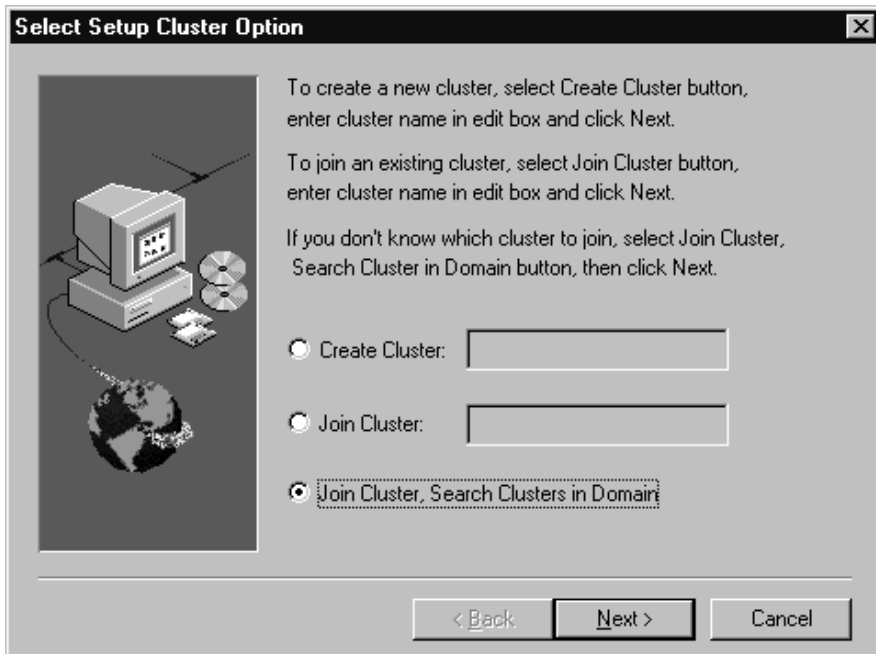 Select Setup Cluster Option
To create a new cluster, select Create Cluster button,
enter cluster name in edit box and click Next.
To join an existing cluster, select Join Cluster button,
enter cluster name in edit box and click Next.
If you don't know which cluster to join, select Join Cluster,
Search Cluster in Domain button, then click Next.
Create Cluster:
Join Cluster:
Join Cluster, Search Clusters in Domain
< Back Next > Cancel